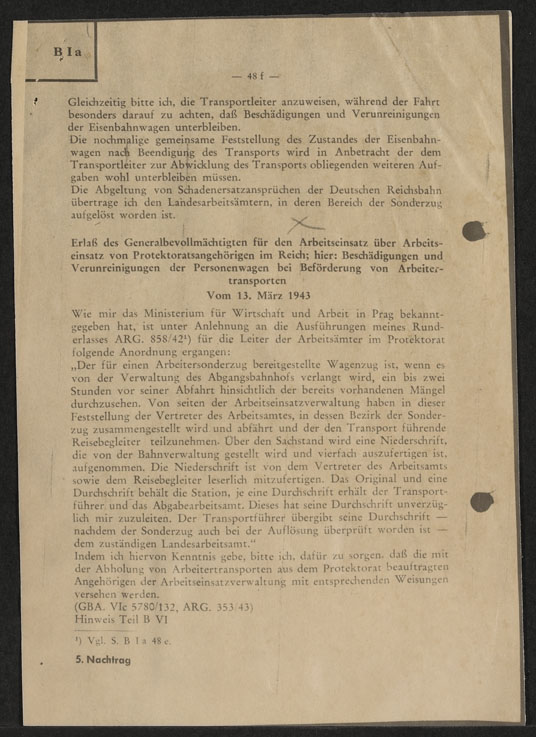 B I a
— 48 f —
Gleichzeitig bitte ich, die Transportleiter anzuweisen, während der Fahrt
besonders darauf zu achten, daß Beschädigungen und Verunreinigungen
der Eisenbahnwagen unterbleiben.
Die nochmalige gemeinsame Feststellung des Zustandes der Eisenbahn-
wagen nach Beendigung des Transports wird in Anbetracht der dem
Transportleiter zur Abwicklung des Transports obliegenden weiteren Auf-
gaben wohl unterbleiben müssen.
Die Abgeltung von Schadenersatzansprüchen der Deutschen Reichsbahn
übertrage ich den Landesarbeitsämtern, in deren Bereich der Sonderzug
aufgelöst worden ist.
Erlaß des Generalbevollmächtigten für den Arbeitseinsatz über Arbeits-
einsatz von Protektoratsangehörigen im Reich; hier: Beschädigungen und
Verunreinigungen der Personenwagen bei Beförderung von Arbeiter-
transporten
Vom 13. März 1943
Wie mir das Ministerium für Wirtschaft und Arbeit in Prag bekannt-
gegeben hat, ist unter Anlehnung an die Ausführungen meines Rund-
erlasses ARG. 858/42¹) für die Leiter der Arbeitsämter im Protektorat
folgende Anordnung ergangen:
„Der für einen Arbeitersonderzug bereitgestellte Wagenzug ist, wenn es
von der Verwaltung des Abgangsbahnhofs verlangt wird, ein bis zwei
Stunden vor seiner Abfahrt hinsichtlich der bereits vorhandenen Mängel
durchzusehen. Von seiten der Arbeitseinsatzverwaltung haben in dieser
Feststellung der Vertreter des Arbeitsamtes, in dessen Bezirk der Sonder-
zug zusammengestellt wird und abfährt und der den Transport führende
Reisebegleiter teilzunehmen. Über den Sachstand wird eine Niederschrift,
die von der Bahnverwaltung gestellt wird und vierfach auszufertigen ist,
aufgenommen. Die Niederschrift ist von dem Vertreter des Arbeitsamts
sowie dem Reisebegleiter leserlich mitzufertigen. Das Original und eine
Durchschrift behält die Station, je eine Durchschrift erhält der Transport-
führer und das Abgabearbeitsamt. Dieses hat seine Durchschrift unverzüg-
lich mir zuzuleiten. Der Transportführer übergibt seine Durchschrift —
nachdem der Sonderzug auch bei der Auflösung überprüft worden ist —
dem zuständigen Landesarbeitsamt."
Indem ich hiervon Kenntnis gebe, bitte ich, dafür zu sorgen, daß die mit
der Abholung von Arbeitertransporten aus dem Protektorat beauftragten
Angehörigen der Arbeitseinsatzverwaltung mit entsprechenden Weisungen
versehen werden.
(GBA. VIc 5780/132, ARG. 353/43)
Hinweis Teil B VI
¹) Vgl. S. B I a 48 e.
5. Nachtrag